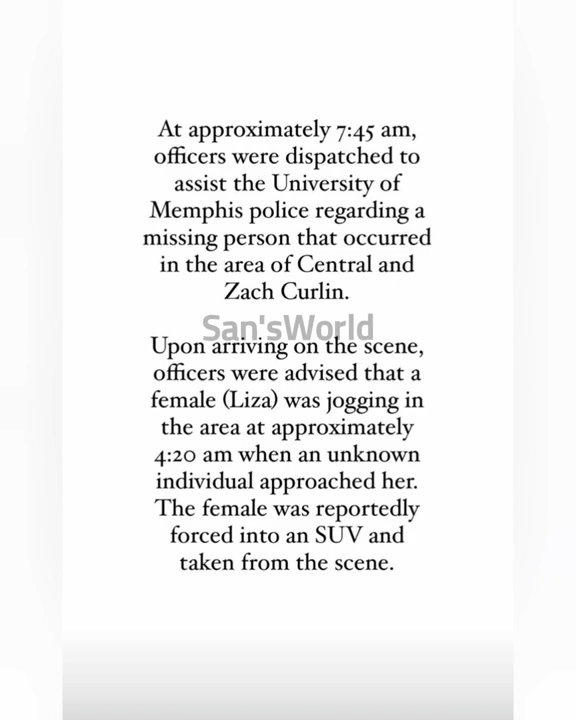 At approximately 7:45 am,
officers were dispatched to
assist the University of
Memphis police regarding a
missing person that occurred
in the area of Central and
Zach Curlin.
San'sWorld
Upon arriving on the scene,
officers were advised that a
female (Liza) was jogging in
the area at approximately
4:20 am when an unknown
individual approached her.
The female was reportedly
forced into an SUV and
taken from the scene.